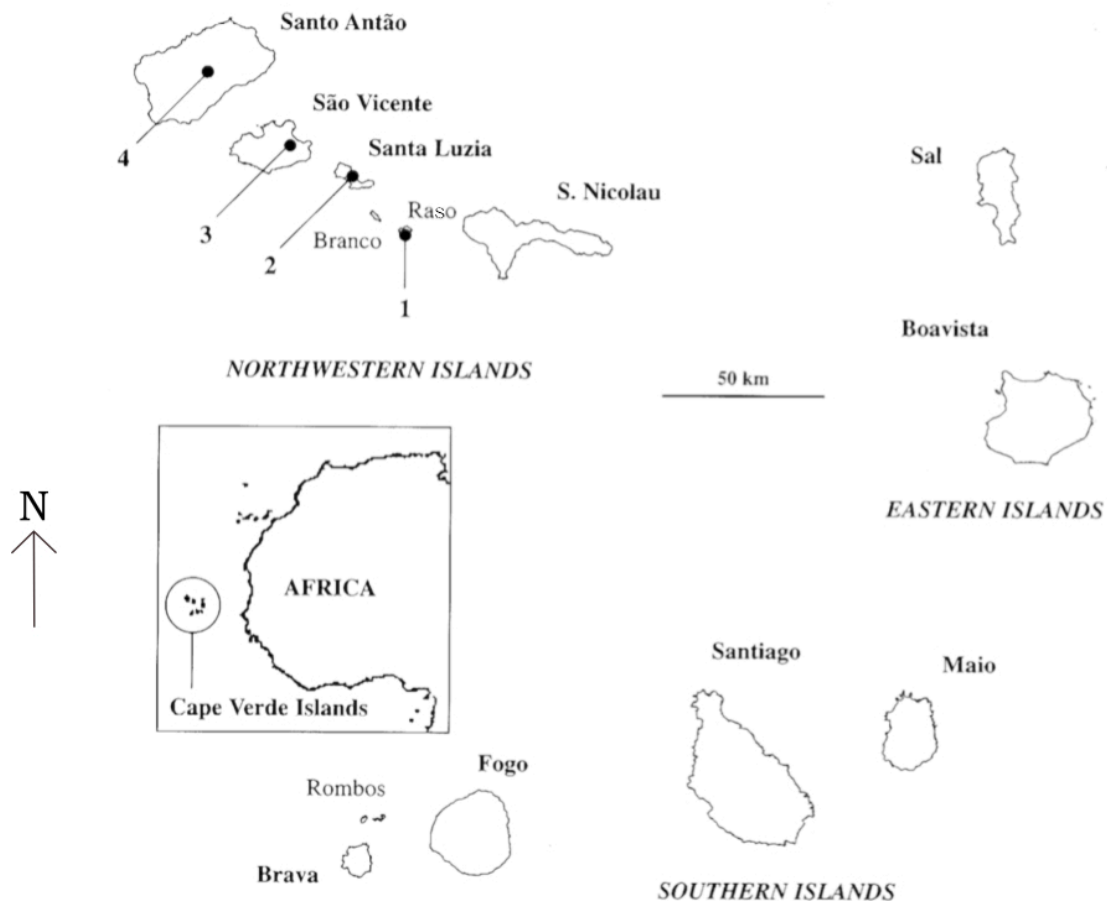 Santo Antão
São Vicente
4
Santa Luzia
Sal
S. Nicolau
3
Raso
Branco
2
1
Boavista
NORTHWESTERN ISLANDS
50 km
N
EASTERN ISLANDS
AFRICA
Santiago
Maio
Cape Verde Islands
Fogo
Rombos
Brava
SOUTHERN ISLANDS